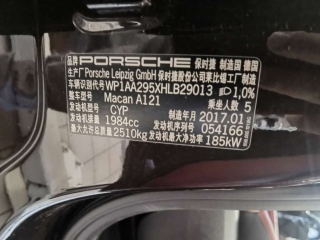 品牌 PORSCHE 保时捷 制造国 德国
生产厂 Porsche Leipzig GmbH 保时捷股份公司莱比锡工厂制造
车辆识别代号 WP1AA295XHLB29013 1,0%
整车型号 Macan A121 乘坐人数 5
发动机型号 CYP 制造年月 2017.01
发动机排量 1984cc 发动机序号 054166
最大允许总质量 2510kg 发动机最大净功率 185kW